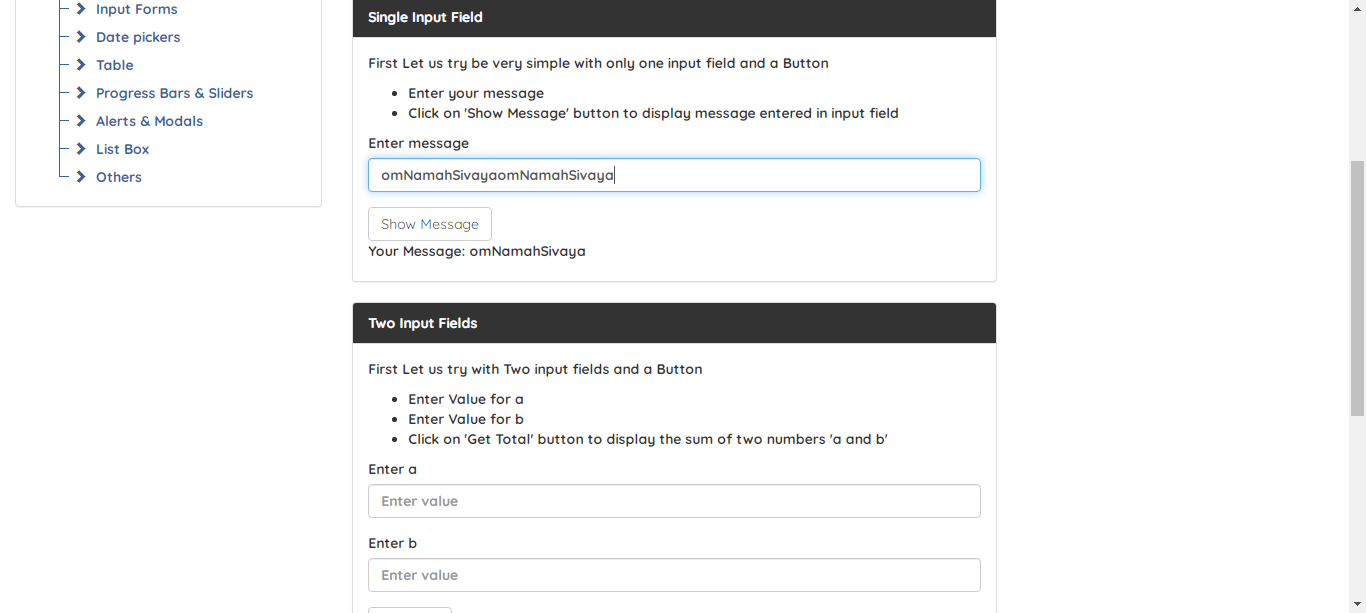 Input Forms
Date pickers
Table
Progress Bars & Sliders
Alerts & Modals
List Box
Others
Single Input Field
First Let us try be very simple with only one input field and a Button
Enter your message
Click on 'Show Message' button to display message entered in input field
Enter message
omNamahSivayaomNamahSivaya
Show Message
Your Message: omNamahSivaya
Two Input Fields
First Let us try with Two input fields and a Button
Enter Value for a
Enter Value for b
Click on 'Get Total' button to display the sum of two numbers 'a and b'
Enter a
Enter value
Enter b
Enter value